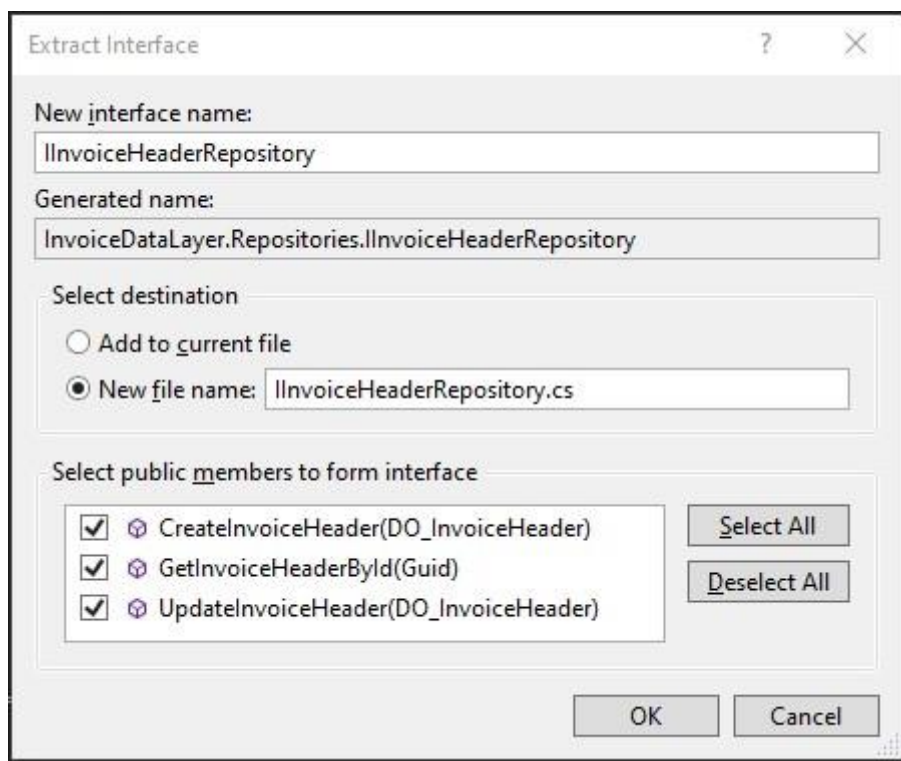 Extract Interface ?
New interface name:
IInvoiceHeaderRepository
Generated name:
InvoiceDataLayer.Repositories.IInvoiceHeaderRepository
Select destination
Add to current file
New file name: IInvoiceHeaderRepository.cs
Select public members to form interface
CreateInvoiceHeader(DO_InvoiceHeader)
GetInvoiceHeaderById(Guid)
UpdateInvoiceHeader(DO_InvoiceHeader)
Select All
Deselect All
OK Cancel